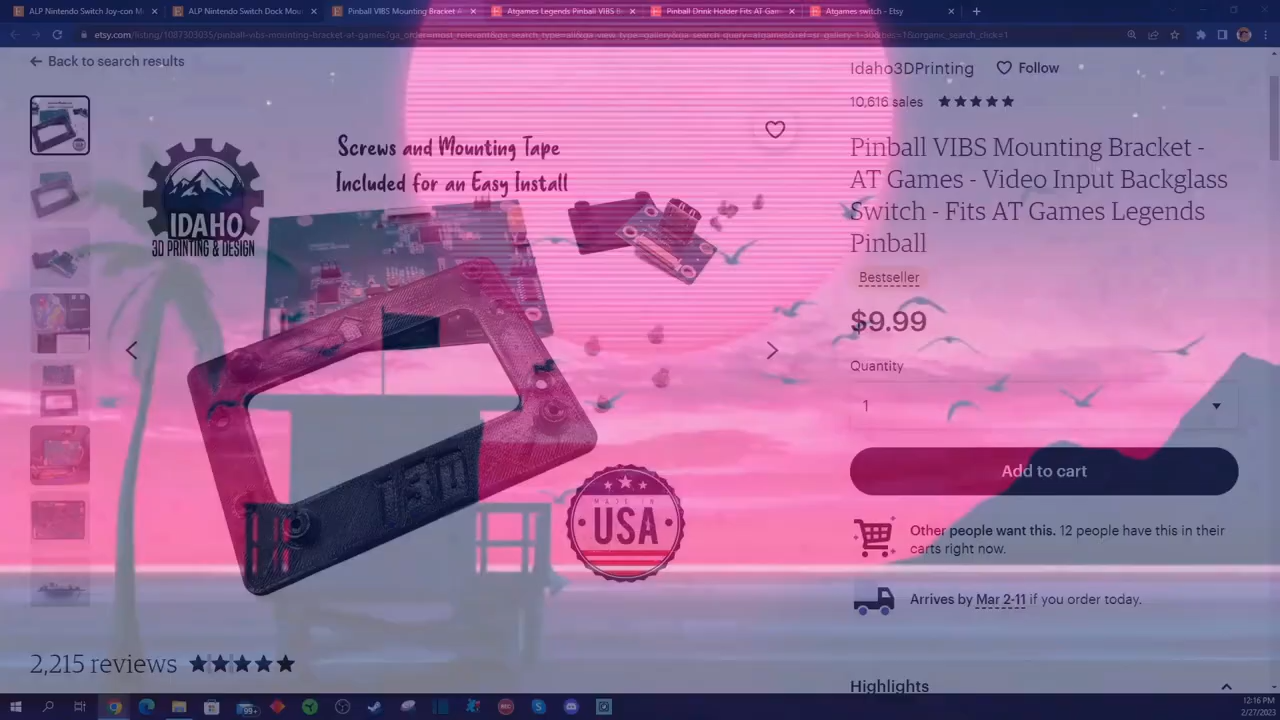 ALP Nintendo Switch Joy-con M
ALP Nintendo Switch Dock Mou
Pinball VIBS Mounting Bracket A
Atgames Legends Pinball VIBS B
Pinball Drink Holder Fits AT Gam
Atgames switch - Etsy
Back to search results
Idaho3DPrinting
Follow
10,616 sales
Screws and Mounting Tape
Included for an Easy Install
IDAHO
3D PRINTING & DESIGN
Pinball VIBS Mounting Bracket -
AT Games - Video Input Backglass
Switch - Fits AT Games Legends
Pinball
Bestseller
$9.99
Quantity
1
Add to cart
MADE IN
USA
Other people want this. 12 people have this in their
carts right now.
Arrives by Mar 2-11 if you order today.
2,215 reviews
Highlights
99+
12:16 PM
2/27/2023